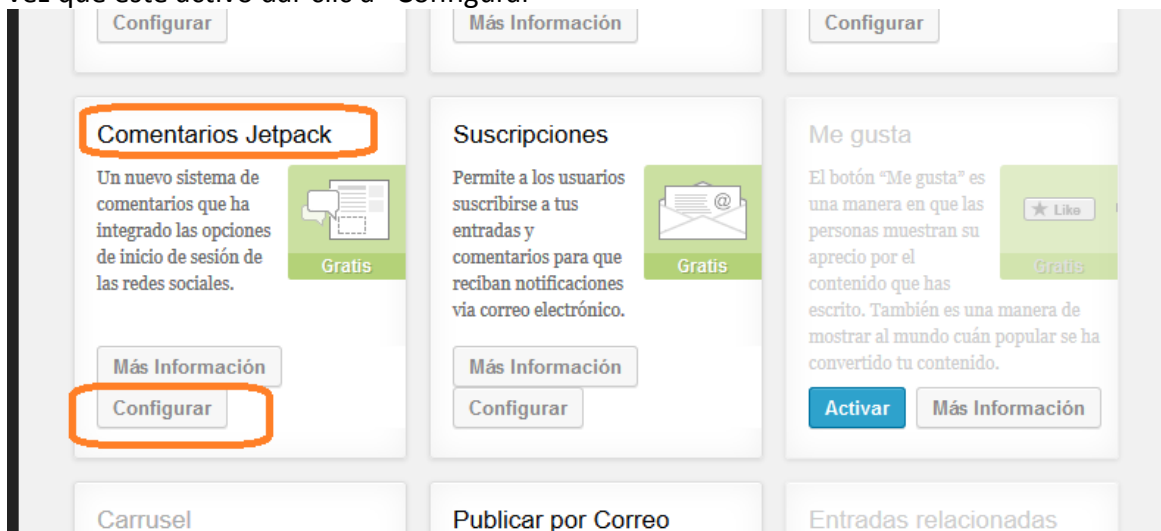 vez que este activo dar clic a "Configurar"
Configurar
Más Información
Configurar
Comentarios Jetpack
Un nuevo sistema de
comentarios que ha
integrado las opciones
de inicio de sesión de
las redes sociales.
Gratis
Más Información
Configurar
Suscripciones
Permite a los usuarios
suscribirse a tus
entradas y
comentarios para que
reciban notificaciones
via correo electrónico.
@
Gratis
Más Información
Configurar
Me gusta
El botón “Me gusta” es
una manera en que las
personas muestran su
aprecio por el
contenido que has
escrito. También es una manera de
mostrar al mundo cuán popular se ha
convertido tu contenido.
Like
Gratis
Activar
Más Información
Carrusel
Publicar por Correo
Entradas relacionadas